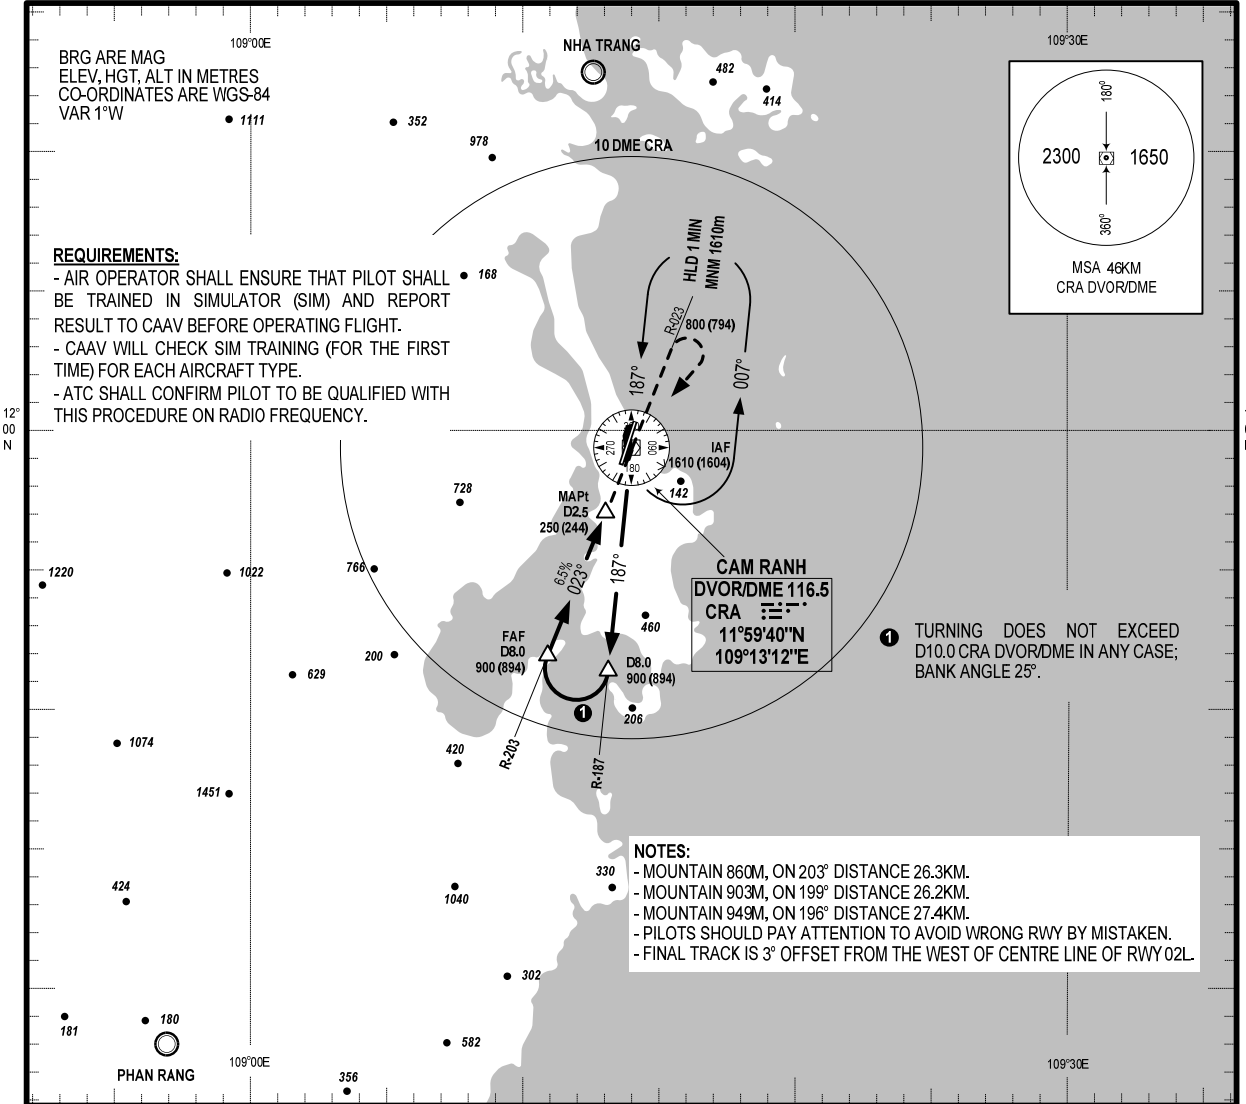 109°00'E
109°30'E
BRG ARE MAG
ELEV, HGT, ALT IN METRES
CO-ORDINATES ARE WGS-84
VAR 1°W
NHA TRANG
482
414
1111
352
978
10 DME CRA
180°
2300
1650
360°
MSA 46KM
CRA DVOR/DME
REQUIREMENTS:
- AIR OPERATOR SHALL ENSURE THAT PILOT SHALL
BE TRAINED IN SIMULATOR (SIM) AND REPORT
RESULT TO CAAV BEFORE OPERATING FLIGHT.
- CAAV WILL CHECK SIM TRAINING (FOR THE FIRST
TIME) FOR EACH AIRCRAFT TYPE.
- ATC SHALL CONFIRM PILOT TO BE QUALIFIED WITH
THIS PROCEDURE ON RADIO FREQUENCY.
168
HLD 1 MIN
MNM 1610m
R-023
800 (794)
187°
007°
12°
00
N
270
060
180
IAF
1610 (1604)
142
728
MAPt
D2.5
250 (244)
6.5%
023°
187°
CAM RANH
DVOR/DME 116.5
CRA
11°59'40"N
109°13'12"E
1220
1022
766
460
FAF
D8.0
900 (894)
D8.0
900 (894)
200
629
1
206
R-203
R-187
1 TURNING DOES NOT EXCEED
D10.0 CRA DVOR/DME IN ANY CASE;
BANK ANGLE 25°.
1074
420
1451
NOTES:
- MOUNTAIN 860M, ON 203° DISTANCE 26.3KM.
- MOUNTAIN 903M, ON 199° DISTANCE 26.2KM.
- MOUNTAIN 949M, ON 196° DISTANCE 27.4KM.
- PILOTS SHOULD PAY ATTENTION TO AVOID WRONG RWY BY MISTAKEN.
- FINAL TRACK IS 3° OFFSET FROM THE WEST OF CENTRE LINE OF RWY 02L.
330
424
1040
302
181
180
582
PHAN RANG
356
109°00'E
109°30'E